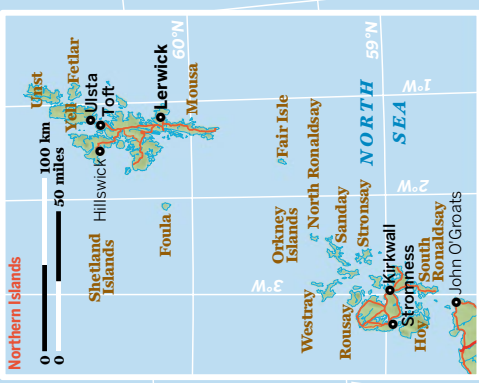 Northern Islands
0
100 km
0
50 miles
Unst
Fetlar
Yell
Ulsta
Toft
Hillswick
Lerwick
Mousa
60°N
Shetland
Islands
Foula
Fair Isle
Orkney
Islands
North Ronaldsay
Sanday
Stronsay
Westray
Rousay
Kirkwall
Stromness
Hoy
South
Ronaldsay
John O'Groats
NORTH
SEA
59°N
1°W
2°W
3°W